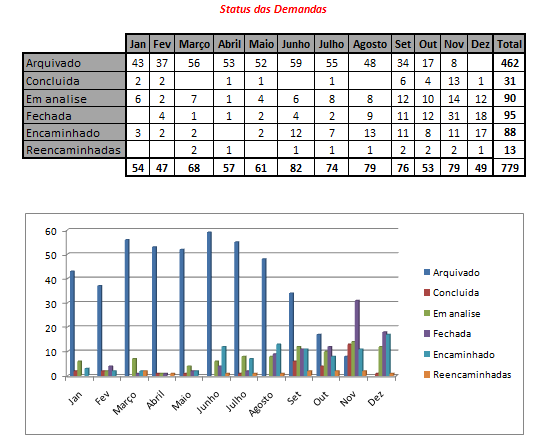 Status das Demandas
Jan Fev Março Abril Maio Junho Julho Agosto Set Out Nov Dez Total
Arquivado 43 37 56 53 52 59 55 48 34 17 8 462
Concluida 2 2 1 1 1 6 4 13 1 31
Em analise 6 2 7 1 4 6 8 8 12 10 14 12 90
Fechada 4 1 1 2 4 2 9 11 12 31 18 95
Encaminhado 3 2 2 2 12 7 13 11 8 11 17 88
Reencaminhadas 2 1 1 1 1 2 2 2 1 13
54 47 68 57 61 82 74 79 76 53 79 49 779
60
50
40
30
20
10
0
Jan Fev Março Abril Maio Junho Julho Agosto Set Out Nov Dez
Arquivado
Concluida
Em analise
Fechada
Encaminhado
Reencaminhadas